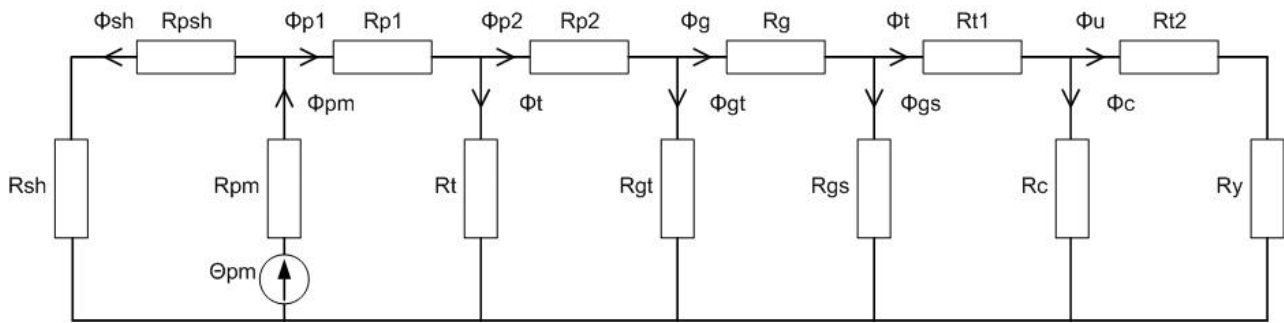 Φsh Rpsh Φp1 Rp1 Φp2 Rp2 Φg Rg Φt Rt1 Φu Rt2
Φpm Φt Φgt Φgs Φc
Rsh Rpm Rt Rgt Rgs Rc Ry
Θpm